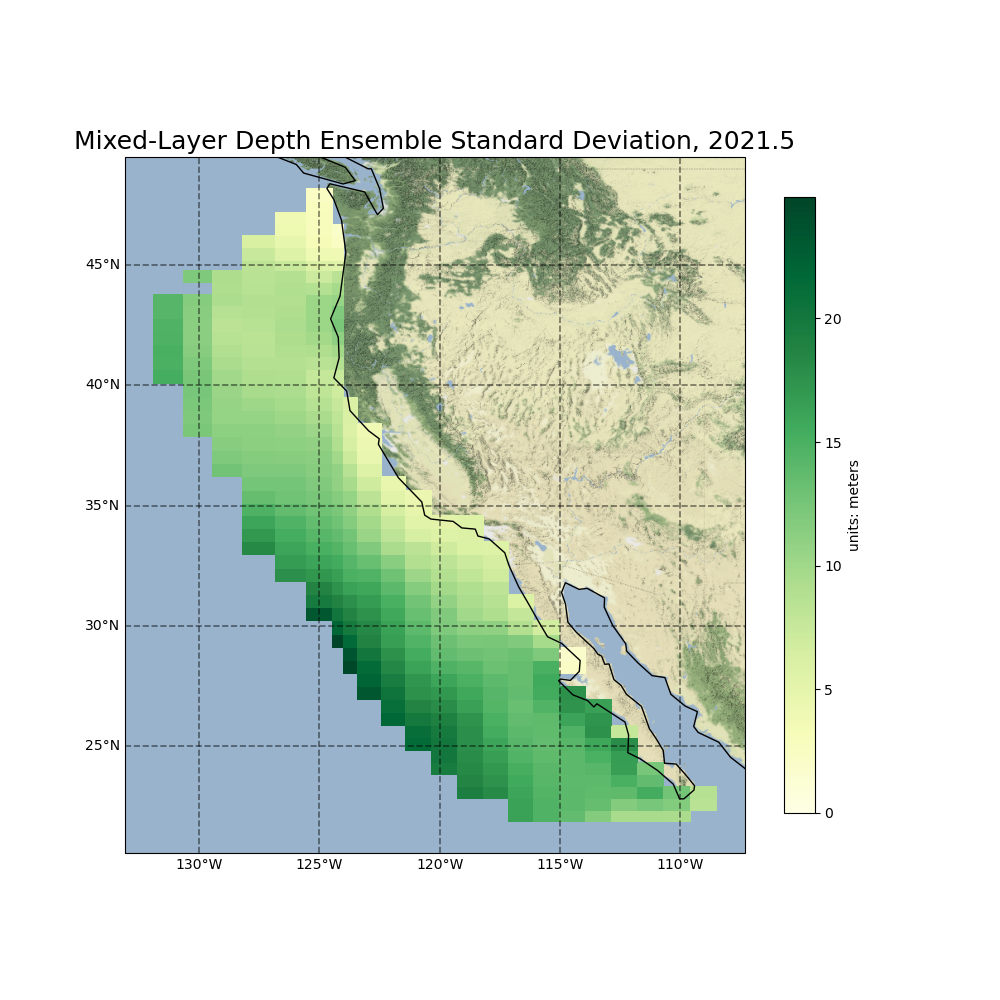 Mixed-Layer Depth Ensemble Standard Deviation, 2021.5
45°N
40°N
35°N
30°N
25°N
130°W
125°W
120°W
115°W
110°W
20
15
10
5
0
units: meters